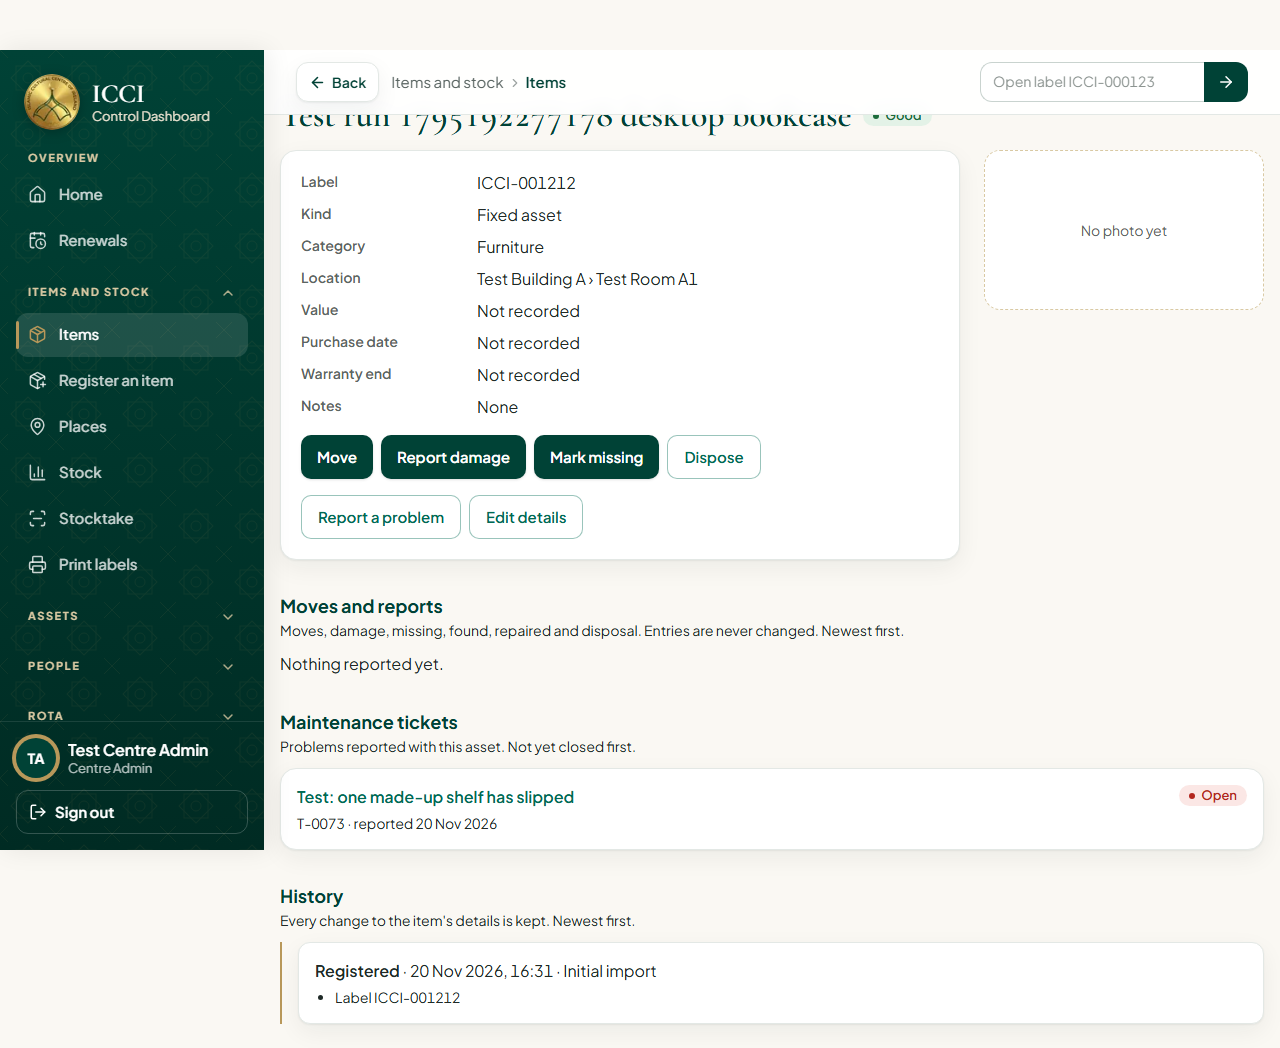 ICCI
Control Dashboard
OVERVIEW
Home
Renewals
ITEMS AND STOCK
Items
Register an item
Places
Stock
Stocktake
Print labels
ASSETS
PEOPLE
ROTA
TA
Test Centre Admin
Centre Admin
Sign out
Back
Items and stock › Items
Open label ICCI-000123
Test run 1795192277178 desktop bookcase
Good
Label ICCI-001212
Kind Fixed asset
Category Furniture
Location Test Building A › Test Room A1
Value Not recorded
Purchase date Not recorded
Warranty end Not recorded
Notes None
Move Report damage Mark missing Dispose
Report a problem Edit details
No photo yet
Moves and reports
Moves, damage, missing, found, repaired and disposal. Entries are never changed. Newest first.
Nothing reported yet.
Maintenance tickets
Problems reported with this asset. Not yet closed first.
Test: one made-up shelf has slipped
Open
T-0073 · reported 20 Nov 2026
History
Every change to the item's details is kept. Newest first.
Registered · 20 Nov 2026, 16:31 · Initial import
Label ICCI-001212